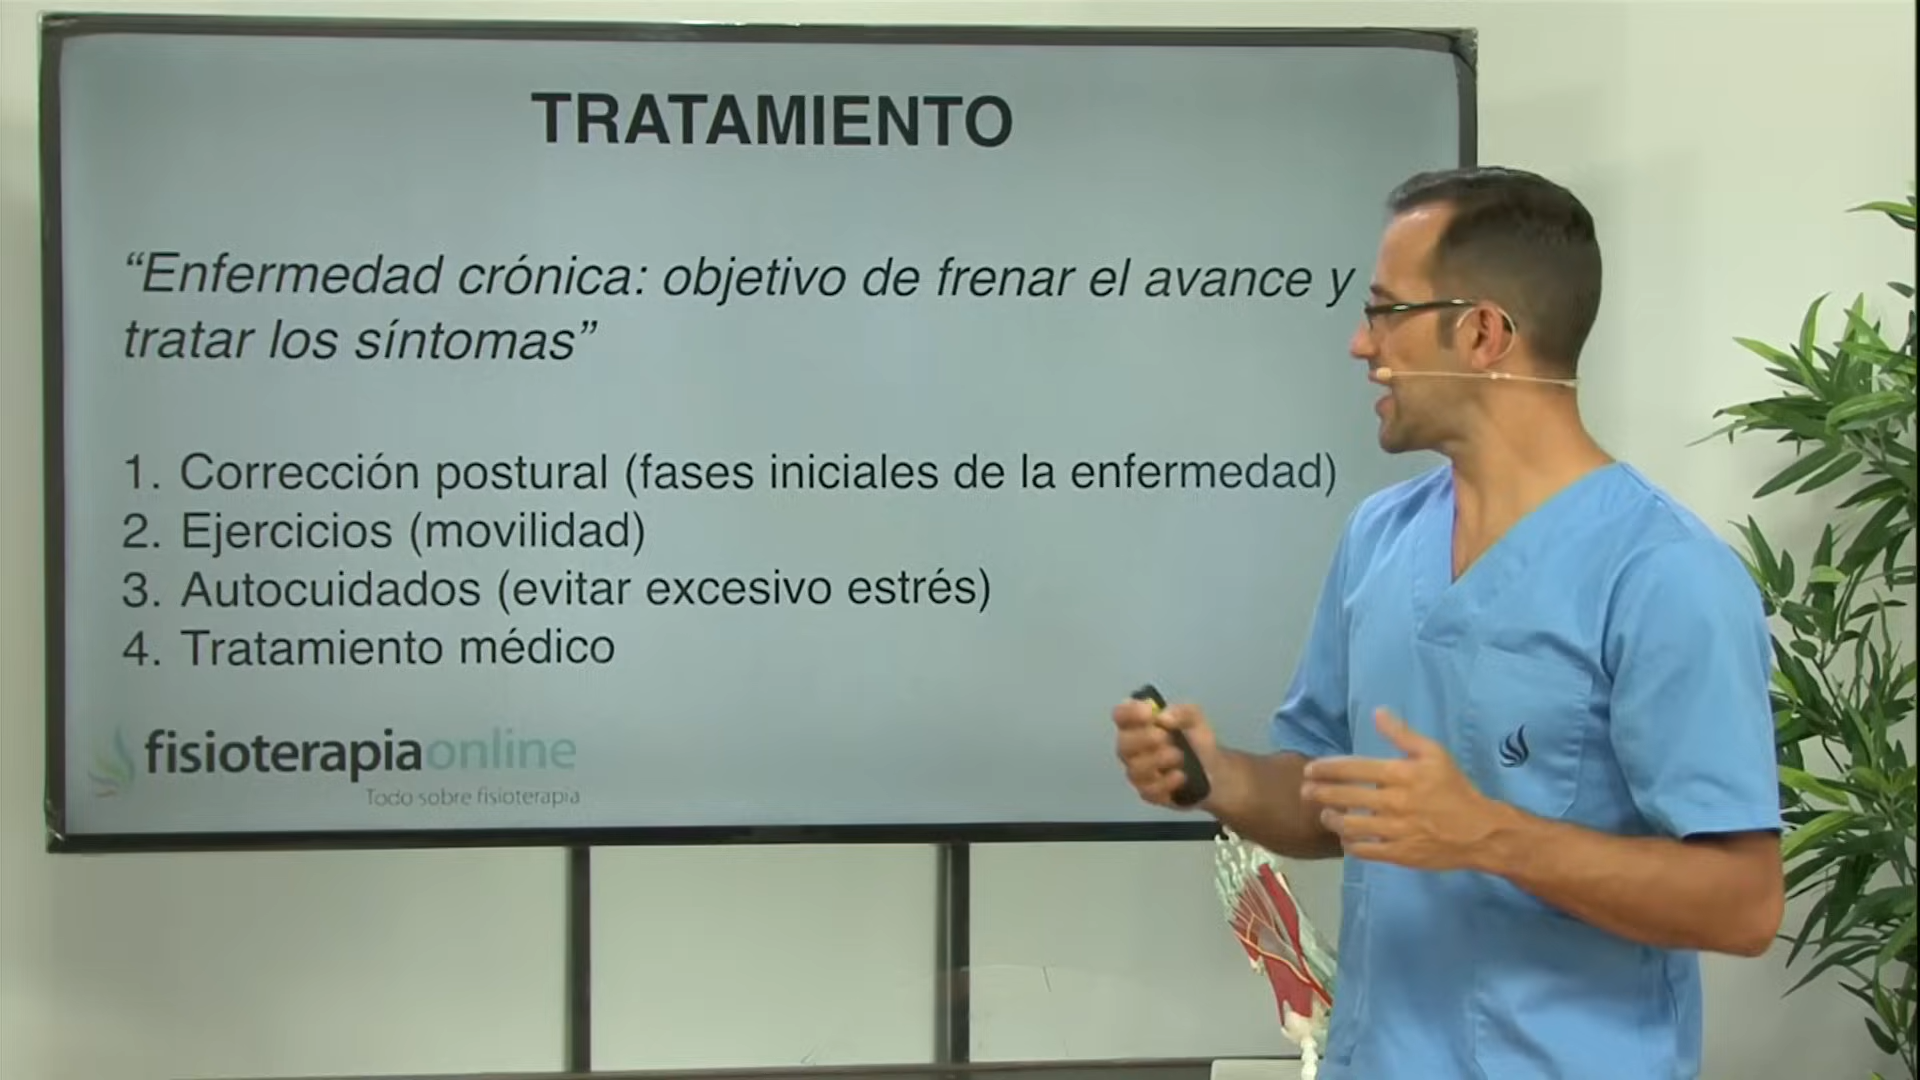 TRATAMIENTO
“Enfermedad crónica: objetivo de frenar el avance y
tratar los síntomas”
1. Corrección postural (fases iniciales de la enfermedad)
2. Ejercicios (movilidad)
3. Autocuidados (evitar excesivo estrés)
4. Tratamiento médico
fisioterapiaonline
Todo sobre fisioterapia